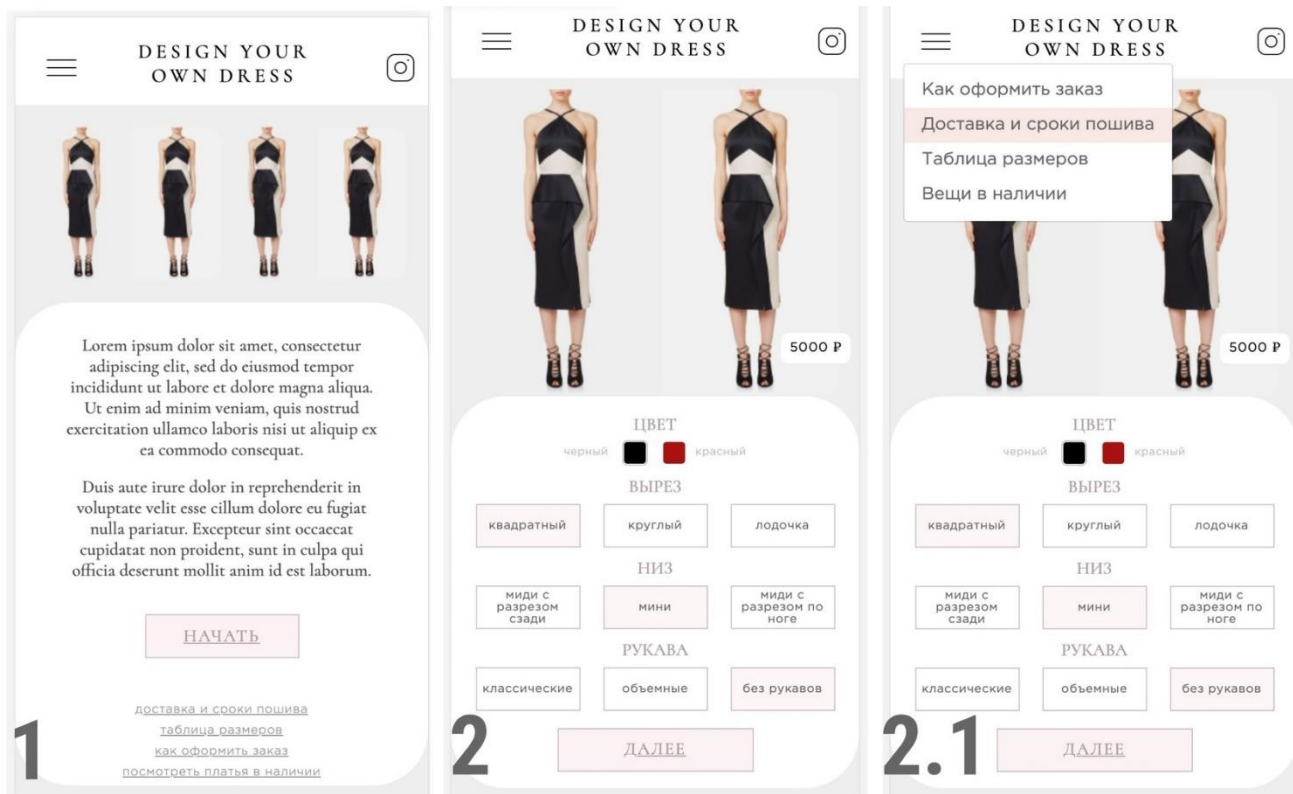 DESIGN YOUR
OWN DRESS
Lorem ipsum dolor sit amet, consectetur
adipiscing elit, sed do eiusmod tempor
incididunt ut labore et dolore magna aliqua.
Ut enim ad minim veniam, quis nostrud
exercitation ullamco laboris nisi ut aliquip ex
ea commodo consequat.
Duis aute irure dolor in reprehenderit in
voluptate velit esse cillum dolore eu fugiat
nulla pariatur. Excepteur sint occaecat
cupidatat non proident, sunt in culpa qui
officia deserunt mollit anim id est laborum.
НАЧАТЬ
доставка и сроки пошива
таблица размеров
как оформить заказ
посмотреть платья в наличии
1
DESIGN YOUR
OWN DRESS
5000 ₽
ЦВЕТ
черный красный
ВЫРЕЗ
квадратный круглый лодочка
НИЗ
миди с разрезом сзади мини миди с разрезом по ноге
РУКАВА
классические объемные без рукавов
ДАЛЕЕ
2
DESIGN YOUR
OWN DRESS
Как оформить заказ
Доставка и сроки пошива
Таблица размеров
Вещи в наличии
5000 ₽
ЦВЕТ
черный красный
ВЫРЕЗ
квадратный круглый лодочка
НИЗ
миди с разрезом сзади мини миди с разрезом по ноге
РУКАВА
классические объемные без рукавов
ДАЛЕЕ
2.1